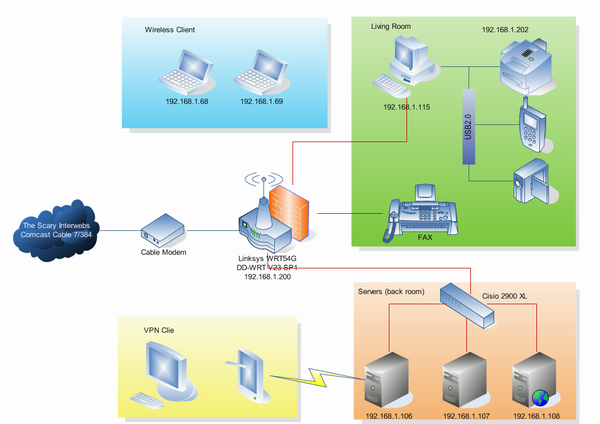 Wireless Client
192.168.1.68
192.168.1.69
Living Room
192.168.1.202
192.168.1.115
USB2.0
FAX
The Scary Interwebs
Comcast Cable 7/384
Cable Modem
Linksys WRT54G
DD-WRT V23 SP1
192.168.1.200
Servers (back room)
Cisio 2900 XL
192.168.1.106
192.168.1.107
192.168.1.108
VPN Clie